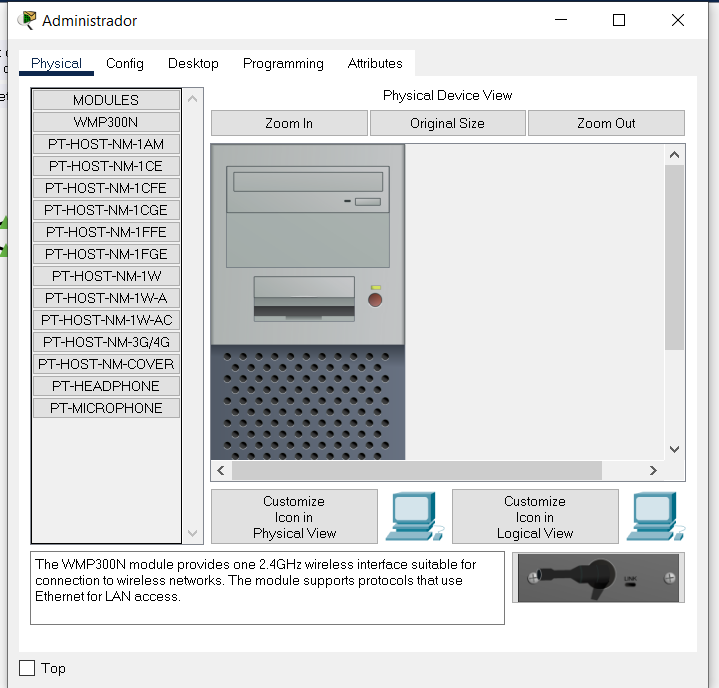 Administrador
Physical Config Desktop Programming Attributes
MODULES
WMP300N
PT-HOST-NM-1AM
PT-HOST-NM-1CE
PT-HOST-NM-1CFE
PT-HOST-NM-1CGE
PT-HOST-NM-1FFE
PT-HOST-NM-1FGE
PT-HOST-NM-1W
PT-HOST-NM-1W-A
PT-HOST-NM-1W-AC
PT-HOST-NM-3G/4G
PT-HOST-NM-COVER
PT-HEADPHONE
PT-MICROPHONE
Physical Device View
Zoom In Original Size Zoom Out
Customize
Icon in
Physical View
Customize
Icon in
Logical View
The WMP300N module provides one 2.4GHz wireless interface suitable for
connection to wireless networks. The module supports protocols that use
Ethernet for LAN access.
LINK
Top